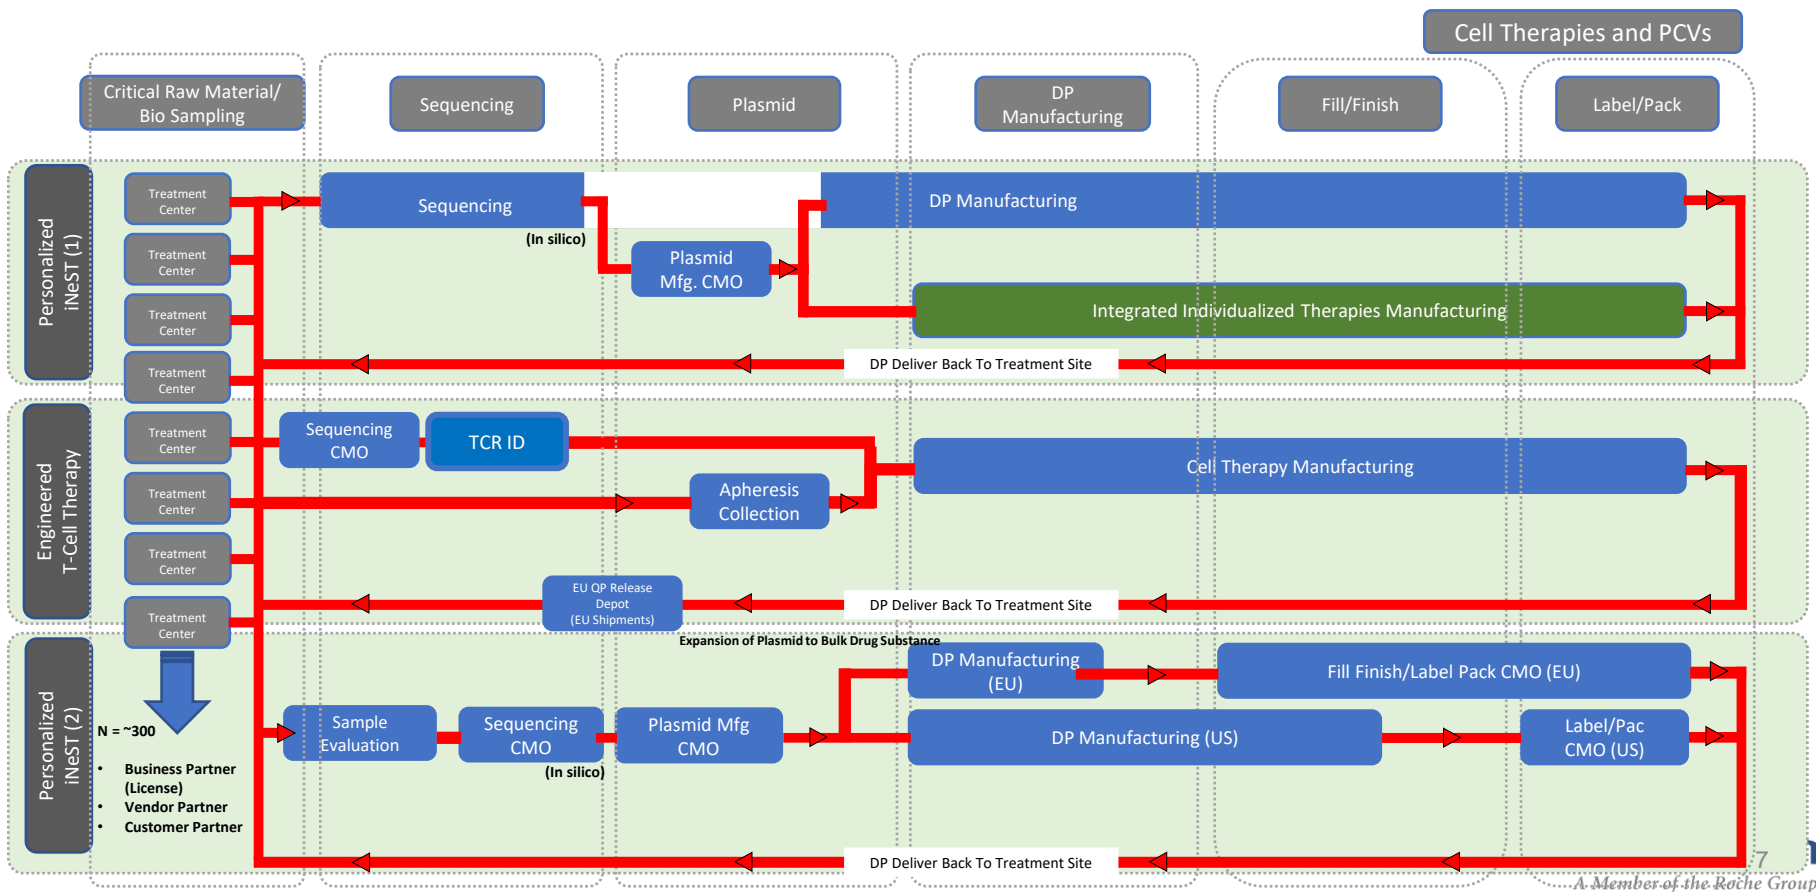 Cell Therapies and PCVs
Critical Raw Material/
Bio Sampling
Sequencing
Plasmid
DP
Manufacturing
Fill/Finish
Label/Pack
Personalized
iNeST (1)
Treatment
Center
Treatment
Center
Treatment
Center
Treatment
Center
Sequencing
(In silico)
Plasmid
Mfg. CMO
DP Manufacturing
Integrated Individualized Therapies Manufacturing
DP Deliver Back To Treatment Site
Engineered
T-Cell Therapy
Treatment
Center
Treatment
Center
Treatment
Center
Treatment
Center
Sequencing
CMO
TCR ID
Apheresis
Collection
Cell Therapy Manufacturing
EU QP Release
Depot
(EU Shipments)
DP Deliver Back To Treatment Site
Personalized
iNeST (2)
Expansion of Plasmid to Bulk Drug Substance
N = ~300
• Business Partner
(License)
• Vendor Partner
• Customer Partner
Sample
Evaluation
Sequencing
CMO
(In silico)
Plasmid Mfg
CMO
DP Manufacturing
(EU)
Fill Finish/Label Pack CMO (EU)
DP Manufacturing (US)
Label/Pac
CMO (US)
DP Deliver Back To Treatment Site
7
A Member of the Roche Group